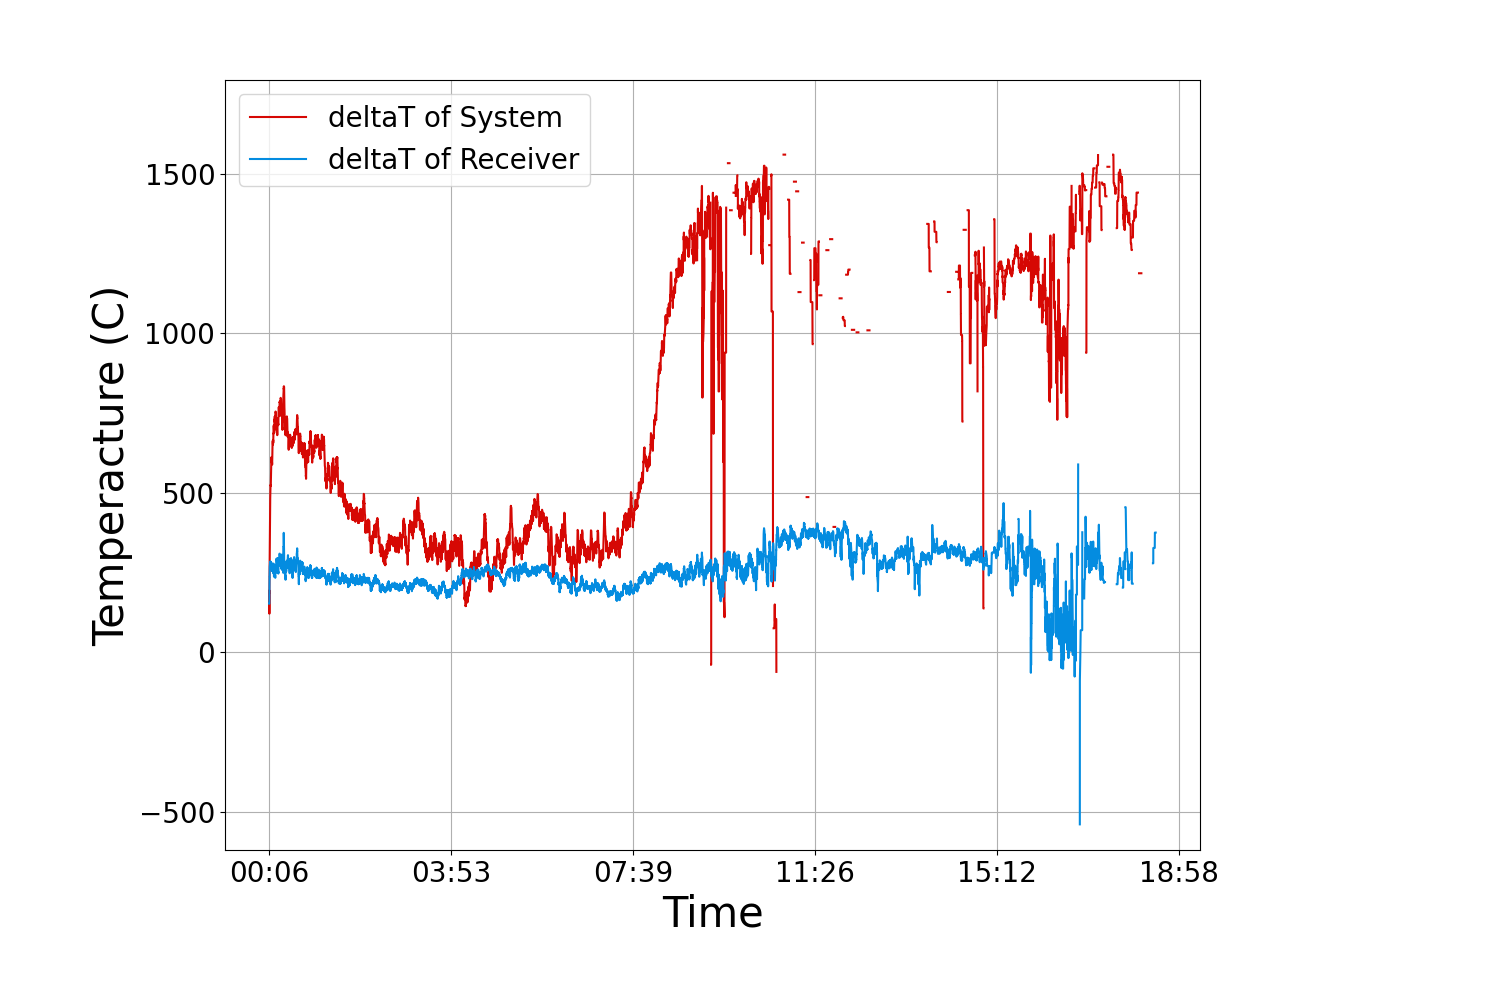 deltaT of System
deltaT of Receiver
1500
1000
500
0
−500
Temperacture (C)
00:06 03:53 07:39 11:26 15:12 18:58
Time